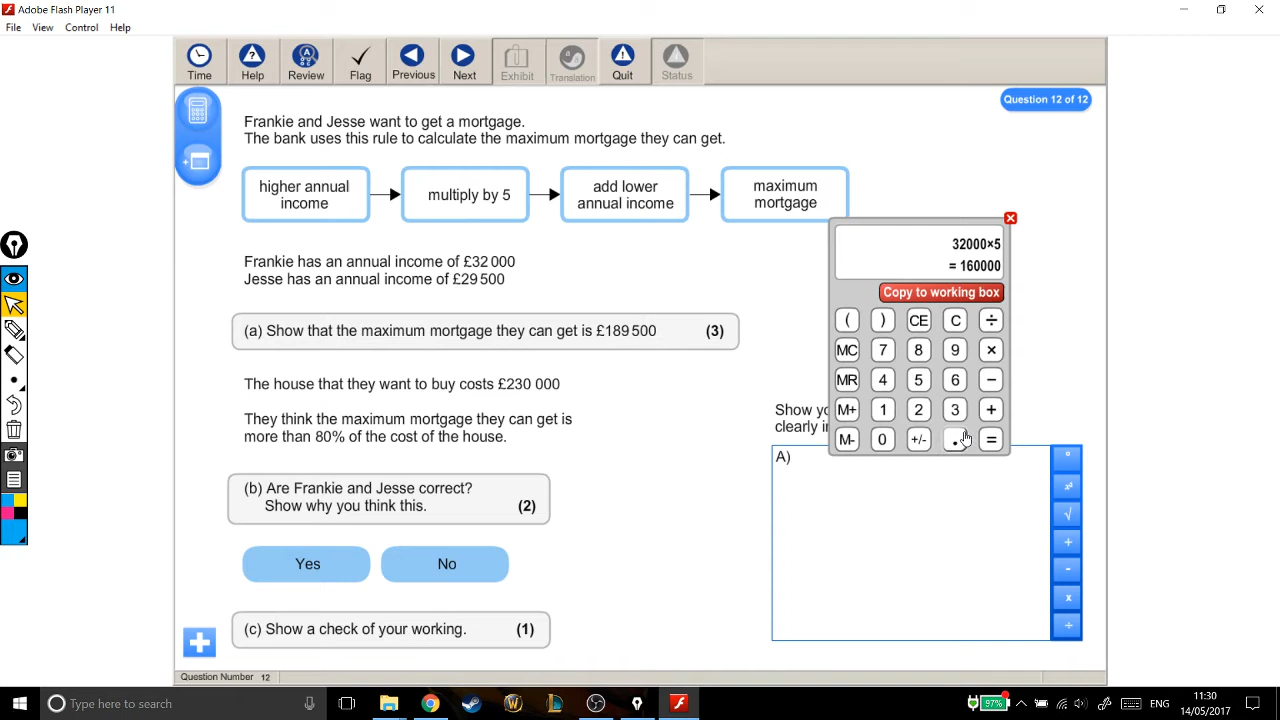 Adobe Flash Player 11
File View Control Help
Time Help Review Flag Previous Next Exhibit Translation Quit Status
Question 12 of 12
Frankie and Jesse want to get a mortgage.
The bank uses this rule to calculate the maximum mortgage they can get.
higher annual
income
multiply by 5
add lower
annual income
maximum
mortgage
Frankie has an annual income of £32 000
Jesse has an annual income of £29 500
(a) Show that the maximum mortgage they can get is £189 500 (3)
The house that they want to buy costs £230 000
They think the maximum mortgage they can get is
more than 80% of the cost of the house.
(b) Are Frankie and Jesse correct?
Show why you think this. (2)
Yes No
(c) Show a check of your working. (1)
32000×5
= 160000
Copy to working box
( ) CE C ÷
MC 7 8 9 ×
MR 4 5 6 −
M+ 1 2 3 +
M- 0 +/- . =
Show
clearly
A)
°
x²
√
+
-
x
÷
Question Number 12
Type here to search
97%
ENG
11:30
14/05/2017